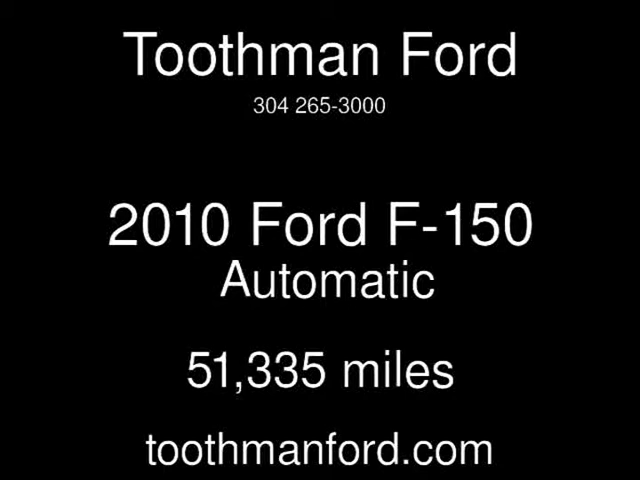 Toothman Ford
304 265-3000
2010 Ford F-150
Automatic
51,335 miles
toothmanford.com